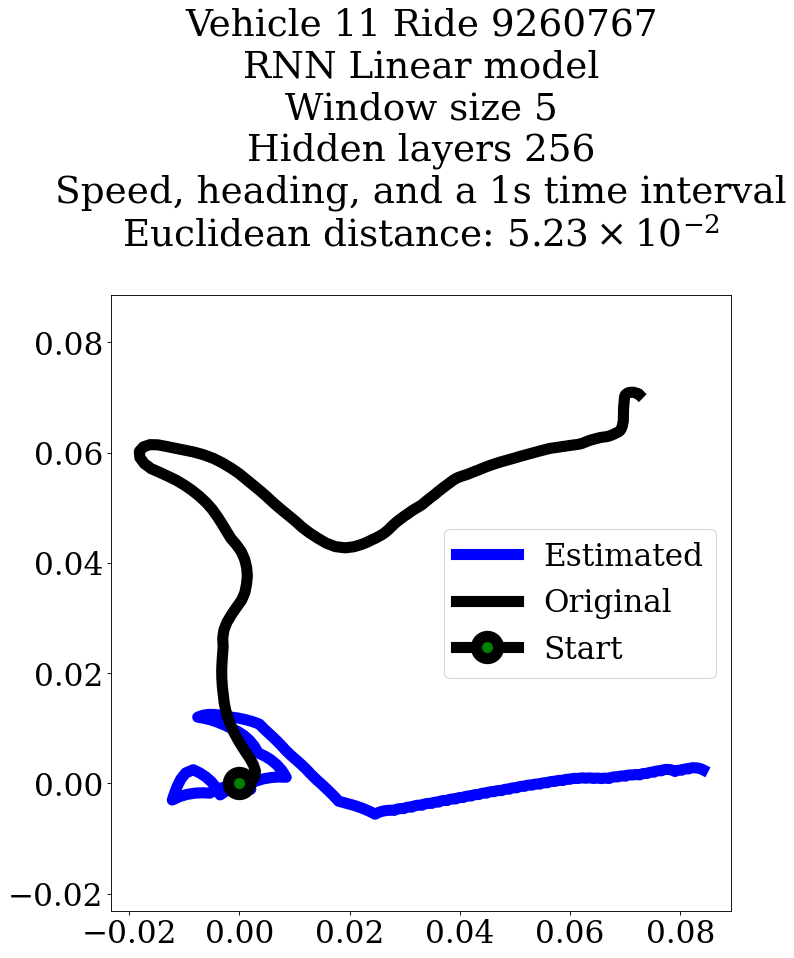 Vehicle 11 Ride 9260767
RNN Linear model
Window size 5
Hidden layers 256
Speed, heading, and a 1s time interval
Euclidean distance: 5.23 × 10⁻²
0.08
0.06
0.04
0.02
0.00
−0.02
Estimated
Original
Start
−0.02 0.00 0.02 0.04 0.06 0.08